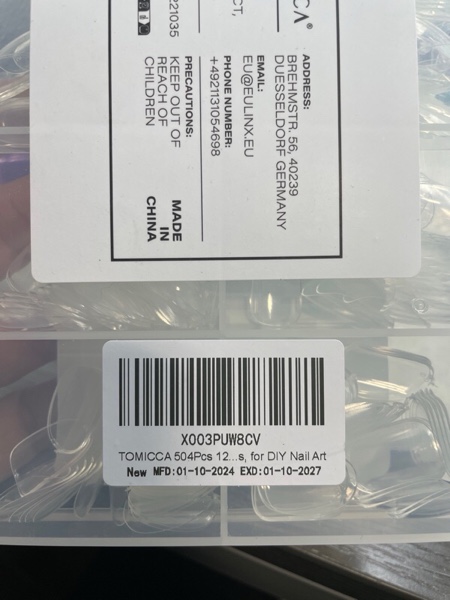 CA®
ADDRESS:
BREHMSTR. 56, 40239
DUESSELDORF GERMANY
EMAIL:
EU@EULINX.EU
PHONE NUMBER:
+4921131054698
CT,
PRECAUTIONS:
KEEP OUT OF
REACH OF
CHILDREN
MADE
IN
CHINA
221035
X003PUW8CV
TOMICCA 504Pcs 12...s, for DIY Nail Art
New MFD:01-10-2024 EXD:01-10-2027